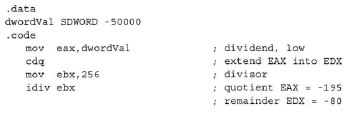 .data
dwordVal SDWORD -50000
.code
mov eax,dwordVal ; dividend, low
cdq ; extend EAX into EDX
mov ebx,256 ; divisor
idiv ebx ; quotient EAX = -195
; remainder EDX = -80